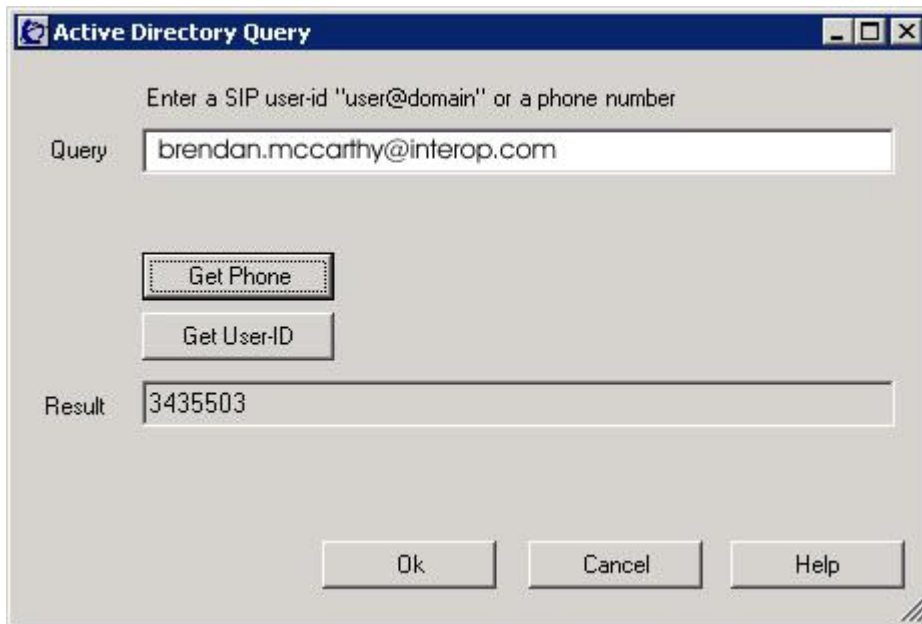 Active Directory Query
Enter a SIP user-id "user@domain" or a phone number
Query brendan.mccarthy@interop.com
Get Phone
Get User-ID
Result 3435503
Ok Cancel Help